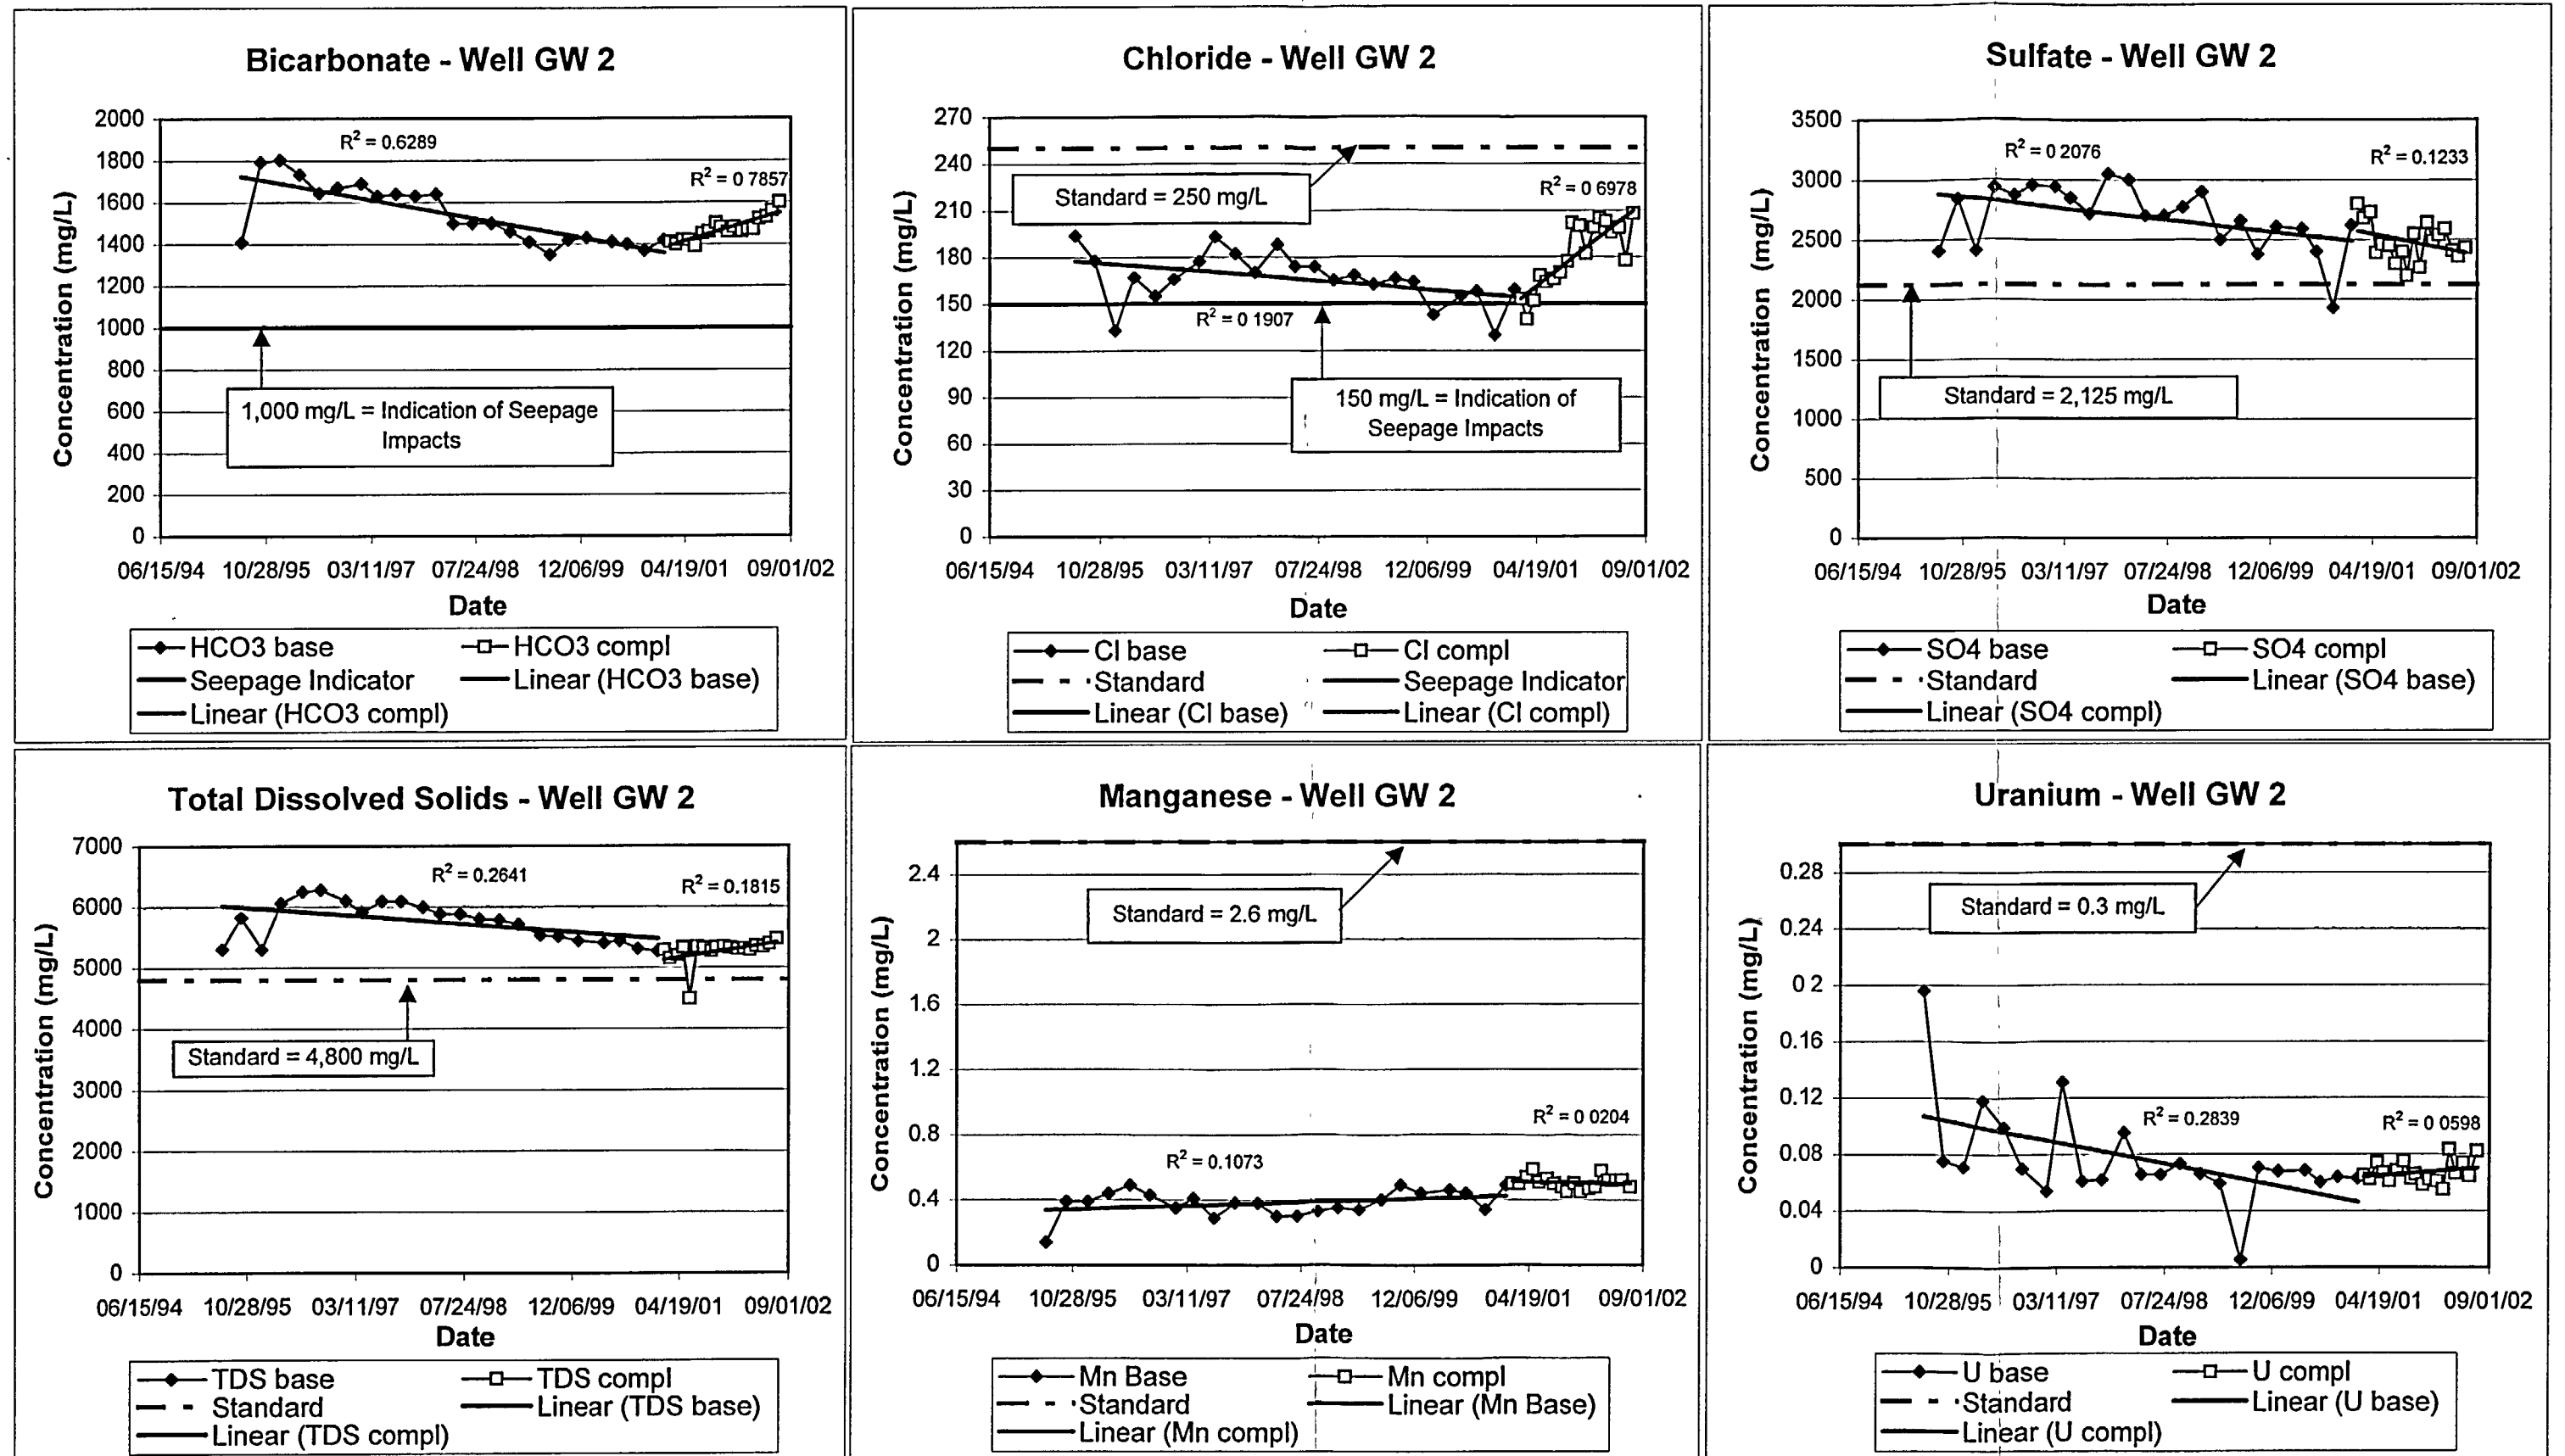 Bicarbonate - Well GW 2
Concentration (mg/L)
2000
1800
1600
1400
1200
1000
800
600
400
200
0
R² = 0.6289
R² = 0 7857
1,000 mg/L = Indication of Seepage
Impacts
06/15/94 10/28/95 03/11/97 07/24/98 12/06/99 04/19/01 09/01/02
Date
HCO3 base HCO3 compl
Seepage Indicator Linear (HCO3 base)
Linear (HCO3 compl)
Chloride - Well GW 2
Concentration (mg/L)
270
240
210
180
150
120
90
60
30
0
Standard = 250 mg/L
R² = 0 6978
R² = 0 1907
150 mg/L = Indication of
Seepage Impacts
06/15/94 10/28/95 03/11/97 07/24/98 12/06/99 04/19/01 09/01/02
Date
Cl base Cl compl
Standard Seepage Indicator
Linear (Cl base) Linear (Cl compl)
Sulfate - Well GW 2
Concentration (mg/L)
3500
3000
2500
2000
1500
1000
500
0
R² = 0 2076
R² = 0.1233
Standard = 2,125 mg/L
06/15/94 10/28/95 03/11/97 07/24/98 12/06/99 04/19/01 09/01/02
Date
SO4 base SO4 compl
Standard Linear (SO4 base)
Linear (SO4 compl)
Total Dissolved Solids - Well GW 2
Concentration (mg/L)
7000
6000
5000
4000
3000
2000
1000
0
R² = 0.2641
R² = 0.1815
Standard = 4,800 mg/L
06/15/94 10/28/95 03/11/97 07/24/98 12/06/99 04/19/01 09/01/02
Date
TDS base TDS compl
Standard Linear (TDS base)
Linear (TDS compl)
Manganese - Well GW 2
Concentration (mg/L)
2.4
2
1.6
1.2
0.8
0.4
0
Standard = 2.6 mg/L
R² = 0 0204
R² = 0.1073
06/15/94 10/28/95 03/11/97 07/24/98 12/06/99 04/19/01 09/01/02
Date
Mn Base Mn compl
Standard Linear (Mn Base)
Linear (Mn compl)
Uranium - Well GW 2
Concentration (mg/L)
0.28
0.24
0.2
0.16
0.12
0.08
0.04
0
Standard = 0.3 mg/L
R² = 0.2839
R² = 0 0598
06/15/94 10/28/95 03/11/97 07/24/98 12/06/99 04/19/01 09/01/02
Date
U base U compl
Standard Linear (U base)
Linear (U compl)